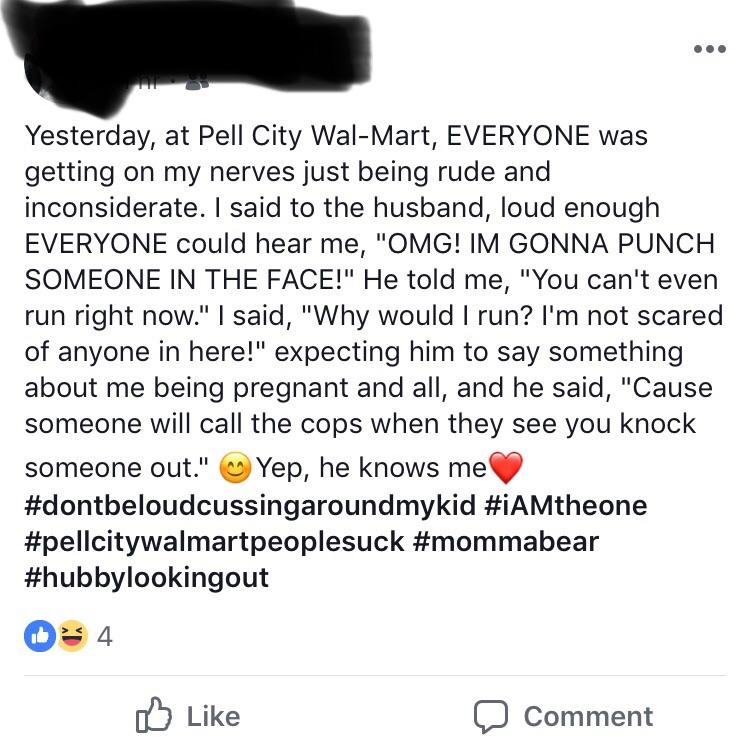 hr
Yesterday, at Pell City Wal-Mart, EVERYONE was
getting on my nerves just being rude and
inconsiderate. I said to the husband, loud enough
EVERYONE could hear me, "OMG! IM GONNA PUNCH
SOMEONE IN THE FACE!" He told me, "You can't even
run right now." I said, "Why would I run? I'm not scared
of anyone in here!" expecting him to say something
about me being pregnant and all, and he said, "Cause
someone will call the cops when they see you knock
someone out." 😊 Yep, he knows me❤️
#dontbeloudcussingaroundmykid #iAMtheone
#pellcitywalmartpeoplesuck #mommabear
#hubbylookingout
4
Like Comment